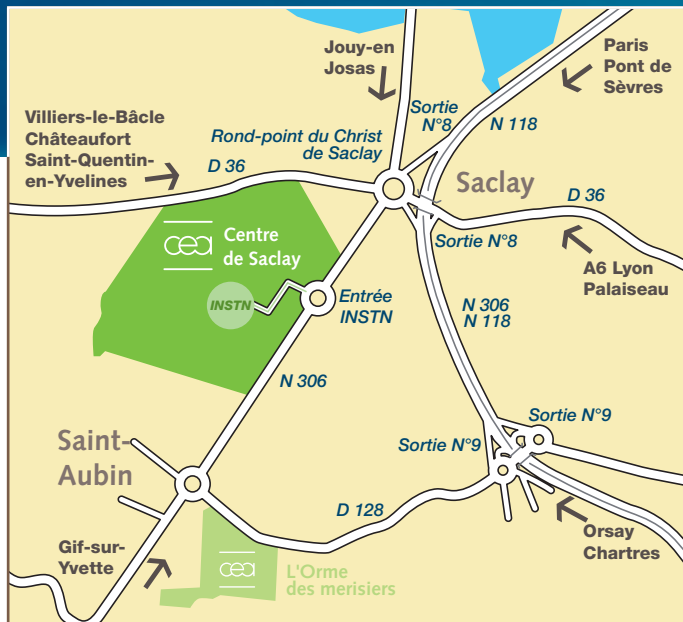 Jouy-en
Josas
Paris
Pont de
Sèvres
Villiers-le-Bâcle
Châteaufort
Saint-Quentin-
en-Yvelines
Sortie
N°8
N 118
Rond-point du Christ
de Saclay
D 36
Saclay
D 36
cea
Centre
de Saclay
Sortie N°8
A6 Lyon
Palaiseau
INSTN
Entrée
INSTN
N 306
N 118
N 306
Sortie N°9
Saint-
Aubin
Sortie N°9
D 128
Orsay
Chartres
Gif-sur-
Yvette
cea
L'Orme
des merisiers